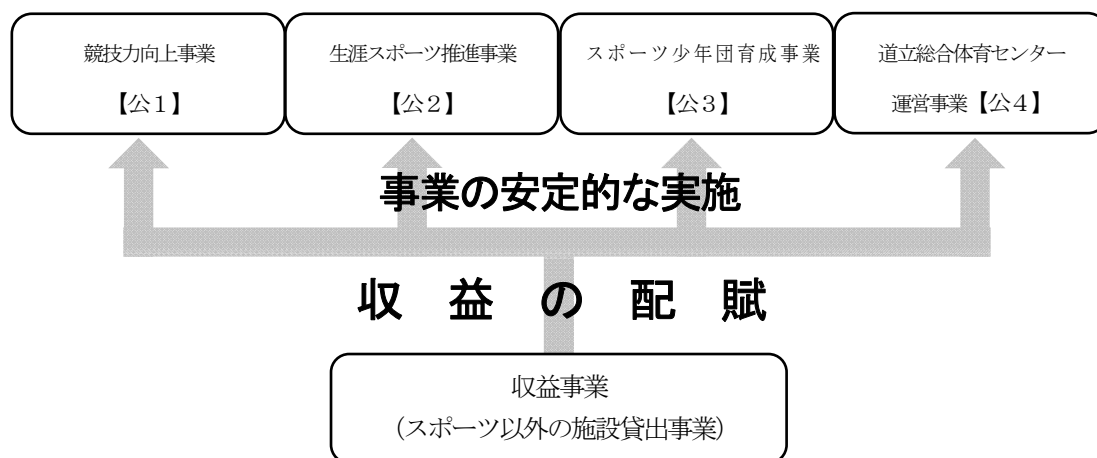 競技力向上事業
【公1】
生涯スポーツ推進事業
【公2】
スポーツ少年団育成事業
【公3】
道立総合体育センター
運営事業【公4】
事業の安定的な実施
収益の配賦
収益事業
(スポーツ以外の施設貸出事業)